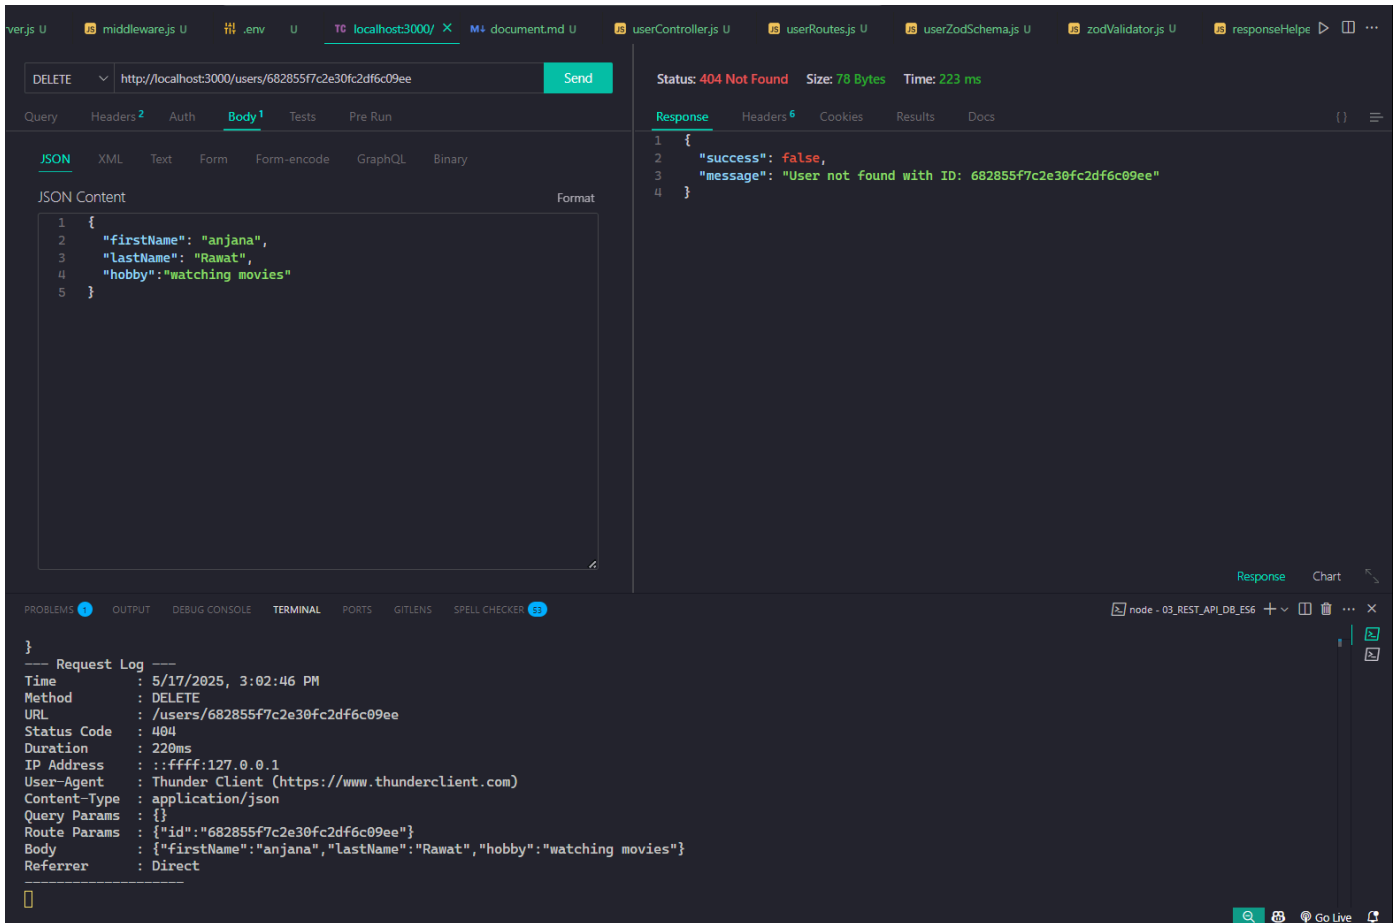 ver.js U JS middleware.js U .env U TC localhost:3000/ × M↓ document.md U JS userController.js U JS userRoutes.js U JS userZodSchema.js U JS zodValidator.js U JS responseHelpe
DELETE http://localhost:3000/users/682855f7c2e30fc2df6c09ee Send
Status: 404 Not Found Size: 78 Bytes Time: 223 ms
Query Headers 2 Auth Body 1 Tests Pre Run
Response Headers 6 Cookies Results Docs { }
JSON XML Text Form Form-encode GraphQL Binary
JSON Content Format
1 {
2 "firstName": "anjana",
3 "lastName": "Rawat",
4 "hobby":"watching movies"
5 }
1 {
2 "success": false,
3 "message": "User not found with ID: 682855f7c2e30fc2df6c09ee"
4 }
Response Chart
PROBLEMS 1 OUTPUT DEBUG CONSOLE TERMINAL PORTS GITLENS SPELL CHECKER 53 node - 03_REST_API_DB_ES6
}
--- Request Log ---
Time : 5/17/2025, 3:02:46 PM
Method : DELETE
URL : /users/682855f7c2e30fc2df6c09ee
Status Code : 404
Duration : 220ms
IP Address : ::ffff:127.0.0.1
User-Agent : Thunder Client (https://www.thunderclient.com)
Content-Type : application/json
Query Params : {}
Route Params : {"id":"682855f7c2e30fc2df6c09ee"}
Body : {"firstName":"anjana","lastName":"Rawat","hobby":"watching movies"}
Referrer : Direct
--------------------
Go Live